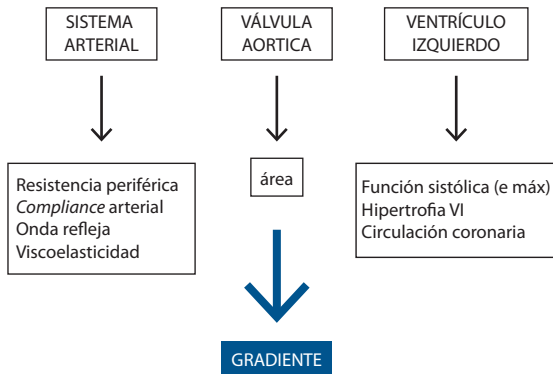 SISTEMA
ARTERIAL
VÁLVULA
AORTICA
VENTRÍCULO
IZQUIERDO
Resistencia periférica
Compliance arterial
Onda refleja
Viscoelasticidad
área
Función sistólica (e máx)
Hipertrofia VI
Circulación coronaria
GRADIENTE